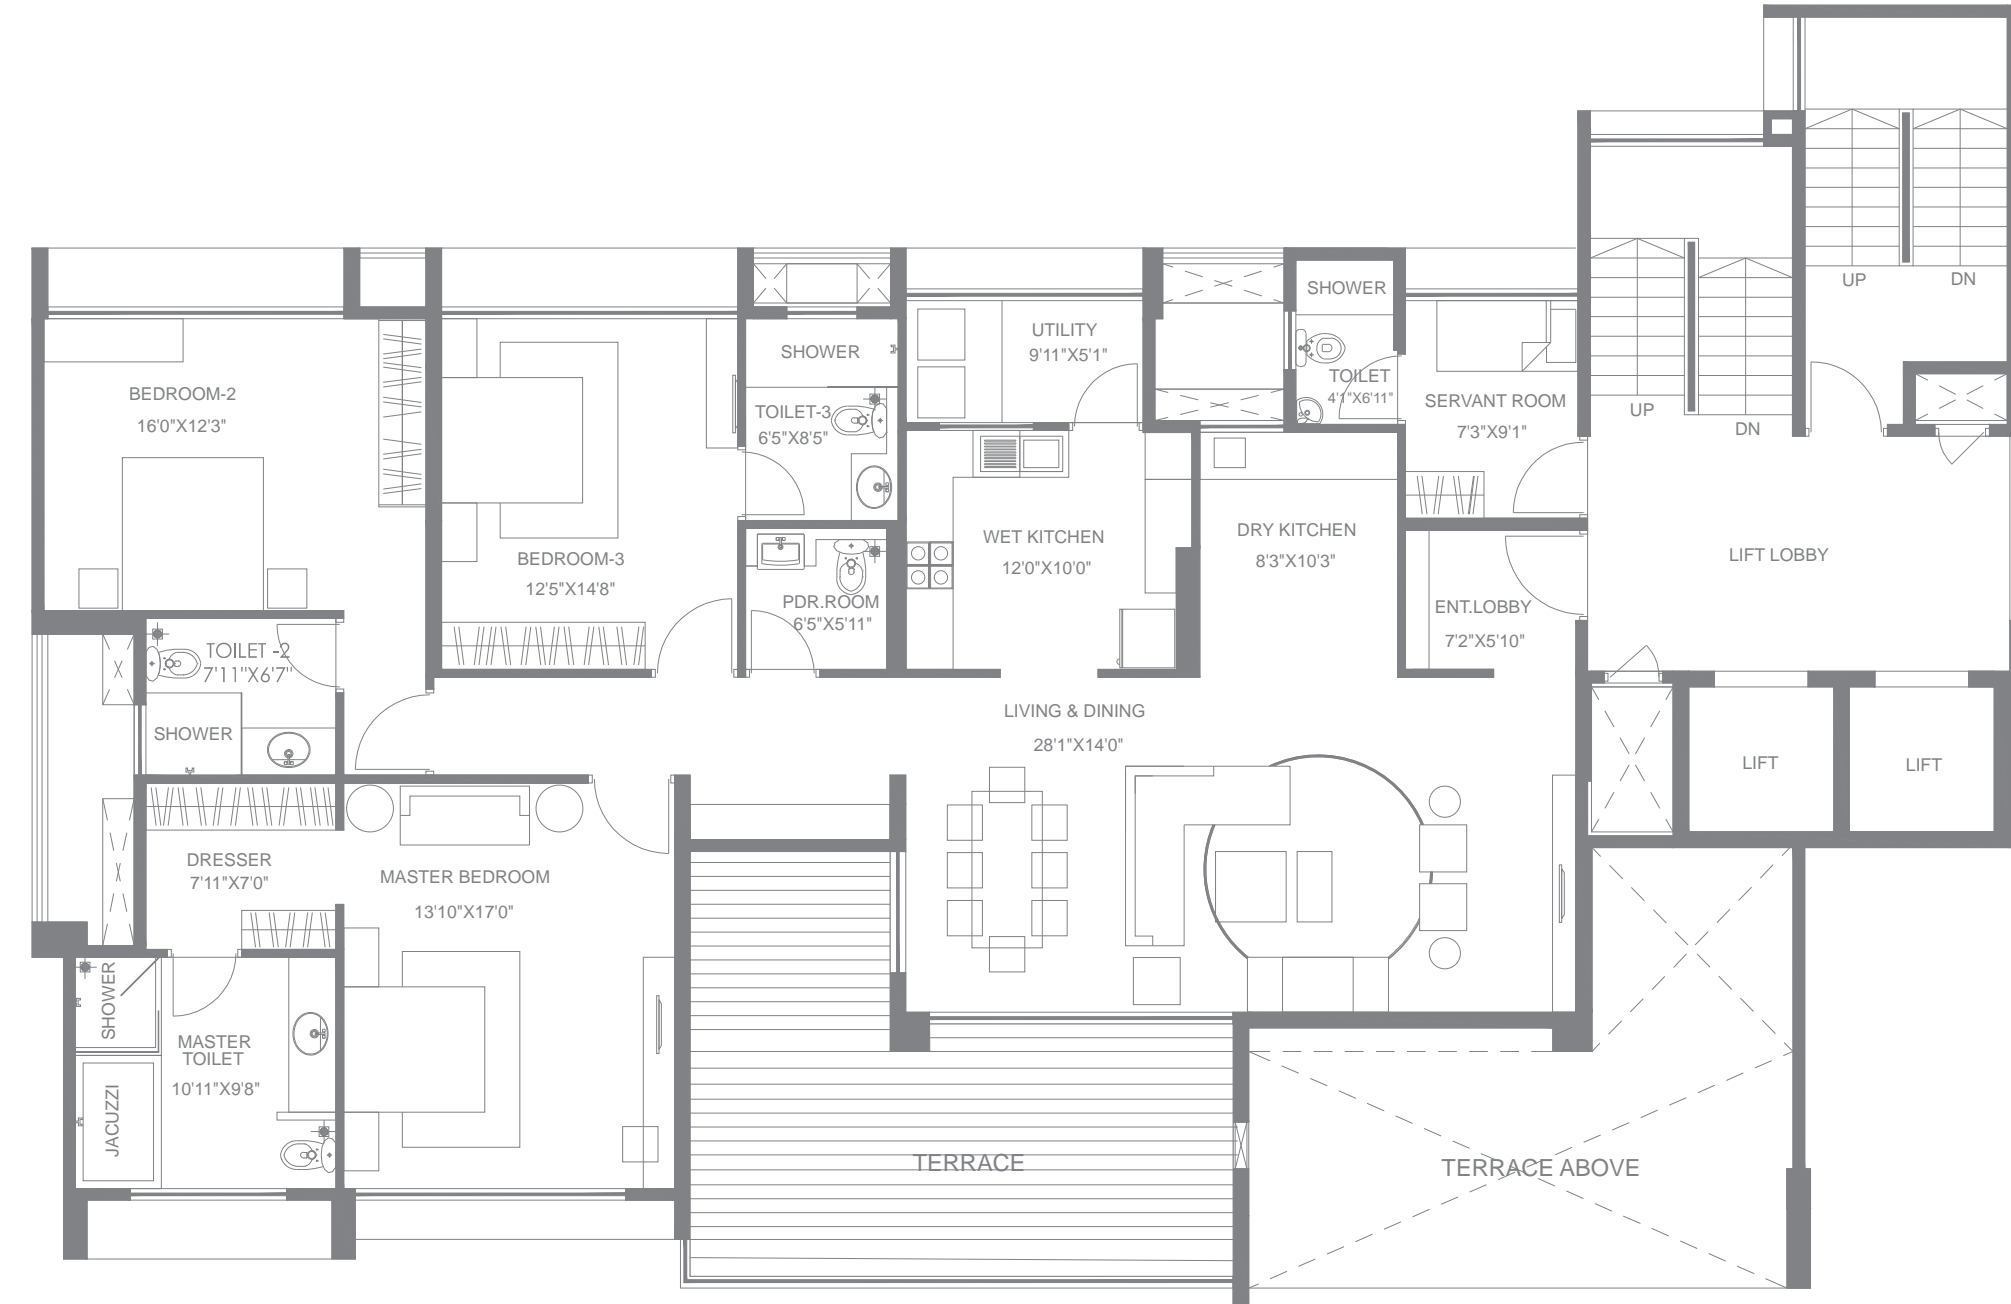 UP
DN
SHOWER
UTILITY
9'11"X5'1"
SHOWER
TOILET
4'1"X6'11"
BEDROOM-2
16'0"X12'3"
TOILET-3
6'5"X8'5"
SERVANT ROOM
7'3"X9'1"
UP
DN
WET KITCHEN
12'0"X10'0"
DRY KITCHEN
8'3"X10'3"
LIFT LOBBY
BEDROOM-3
12'5"X14'8"
PDR.ROOM
6'5"X5'11"
ENT.LOBBY
7'2"X5'10"
TOILET -2
7'11"X6'7"
SHOWER
LIVING & DINING
28'1"X14'0"
LIFT
LIFT
DRESSER
7'11"X7'0"
MASTER BEDROOM
13'10"X17'0"
SHOWER
MASTER
TOILET
10'11"X9'8"
JACUZZI
TERRACE
TERRACE ABOVE